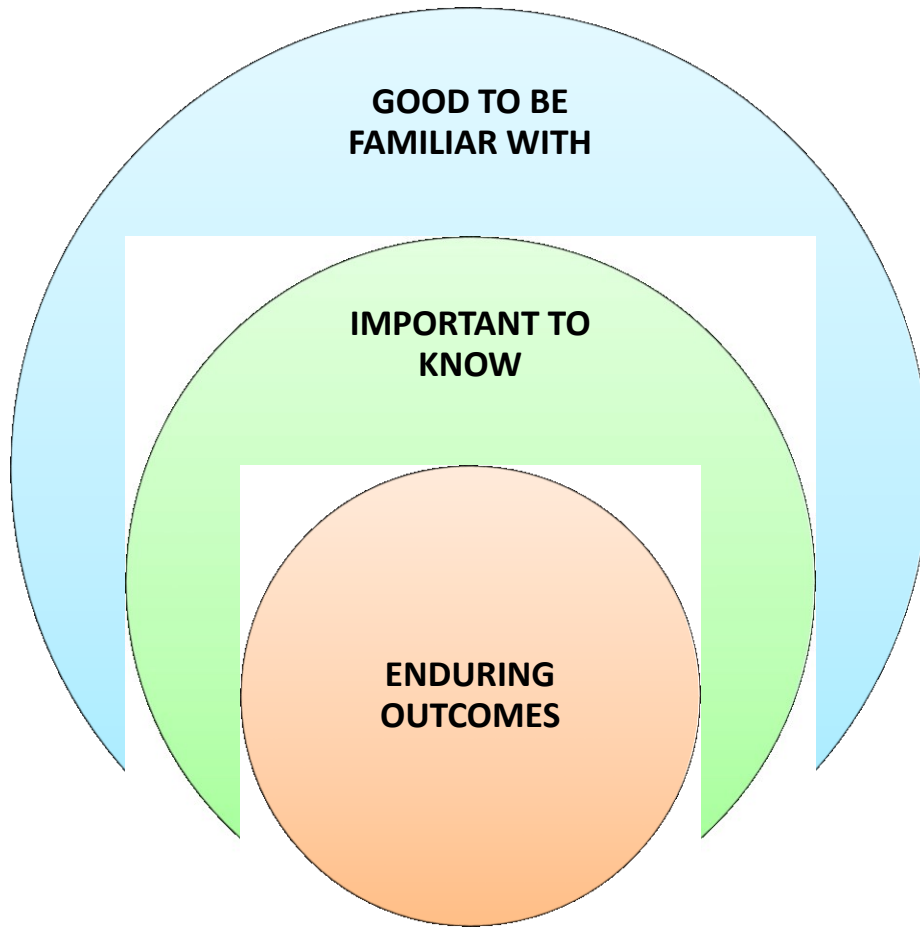 GOOD TO BE
FAMILIAR WITH
IMPORTANT TO
KNOW
ENDURING
OUTCOMES